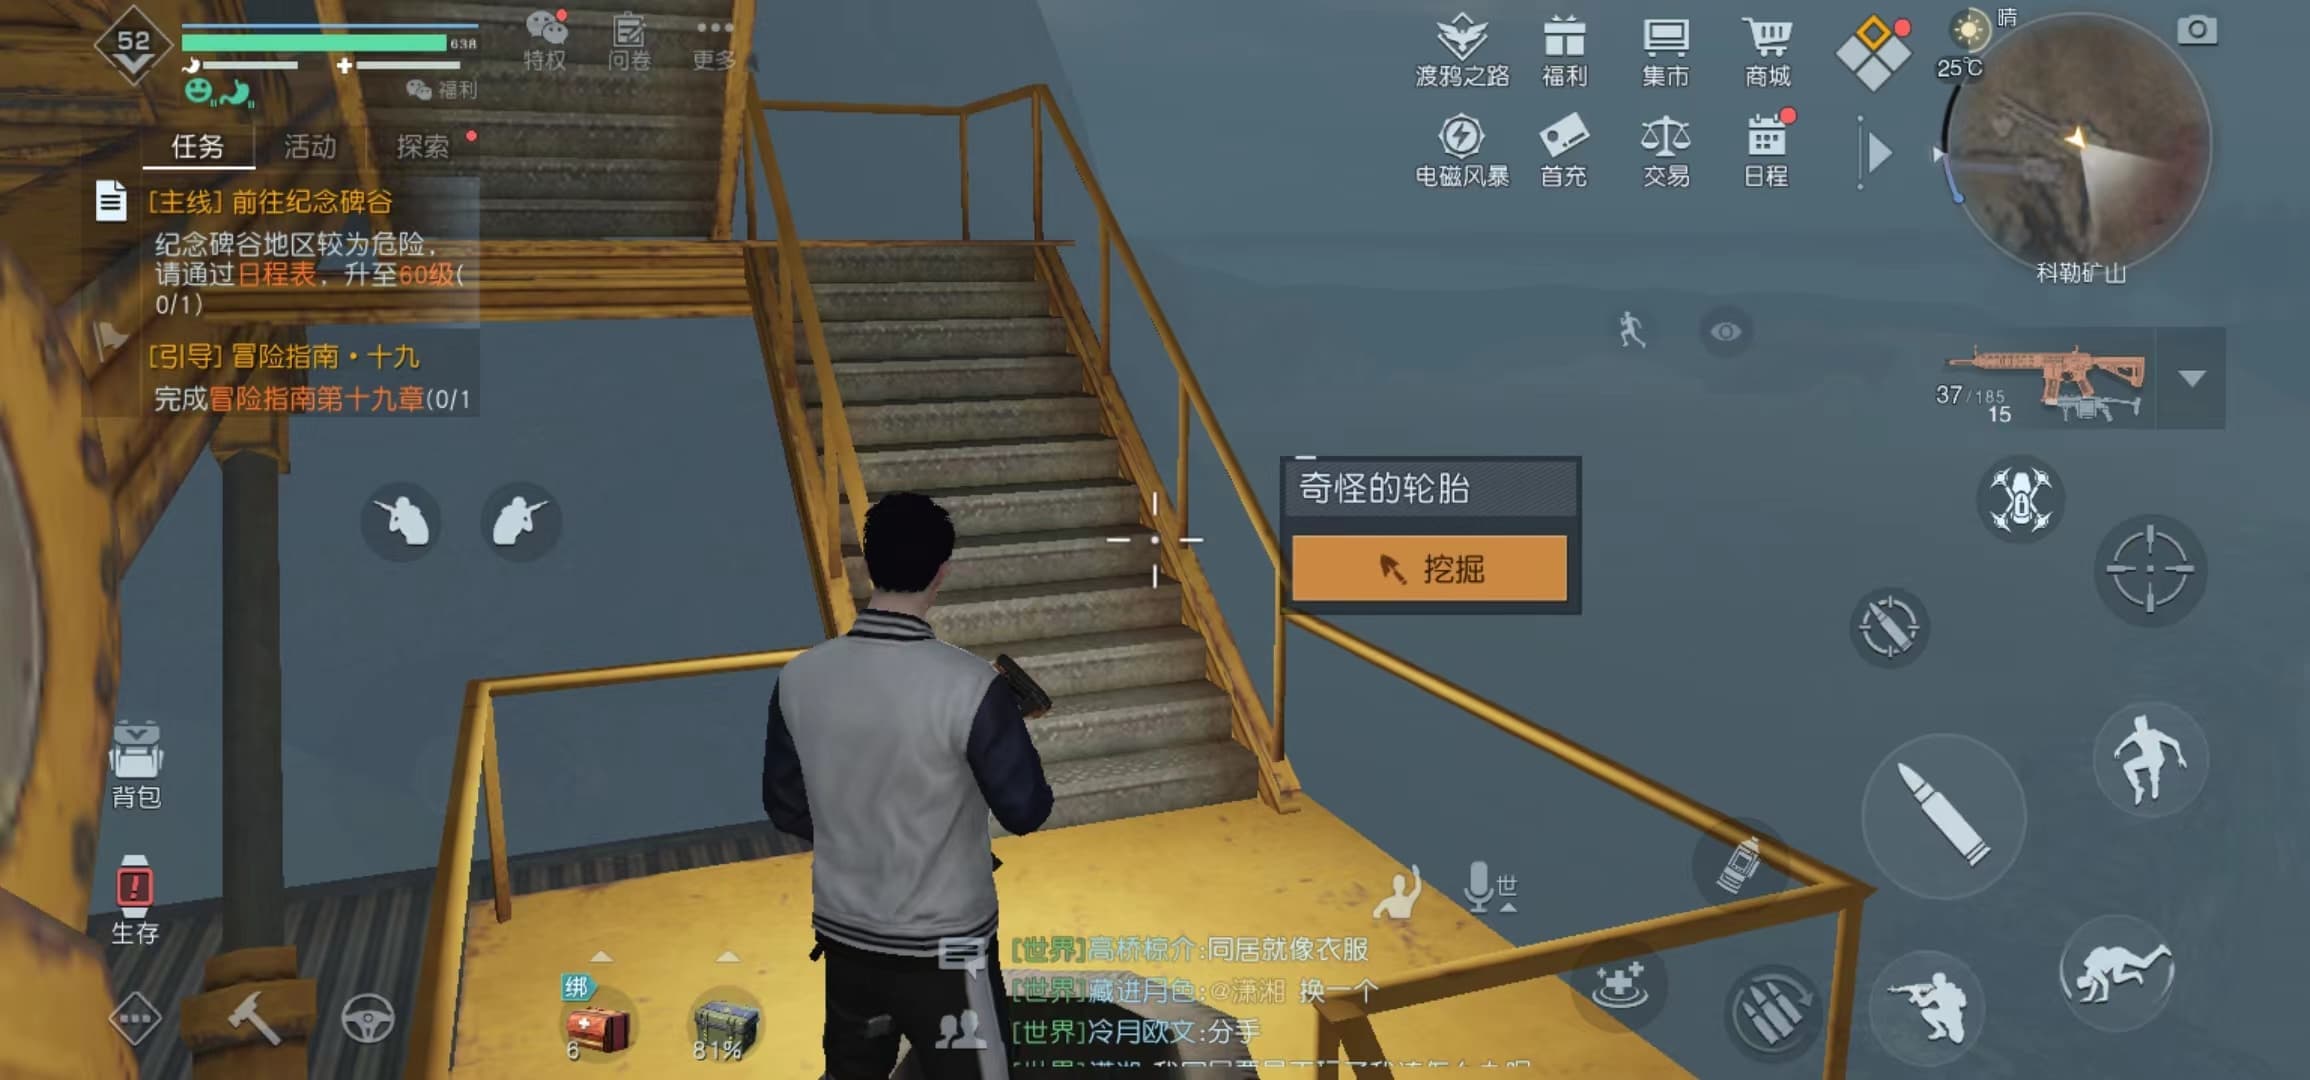 52
638
特权
问卷
更多
福利
渡鸦之路
福利
集市
商城
晴
25℃
电磁风暴
首充
交易
日程
科勒矿山
任务
活动
探索
[主线] 前往纪念碑谷
纪念碑谷地区较为危险，
请通过日程表，升至60级(
0/1)
[引导] 冒险指南·十九
完成冒险指南第十九章(0/1
37/185
15
奇怪的轮胎
挖掘
背包
生存
世
绑
6
81%
[世界]高桥椋介:同居就像衣服
[世界]藏进月色:@潇湘 换一个
[世界]冷月欧文:分手